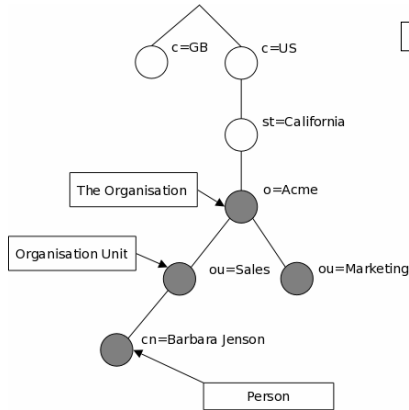 c=GB
c=US
st=California
The Organisation
o=Acme
Organisation Unit
ou=Sales
ou=Marketing
cn=Barbara Jenson
Person